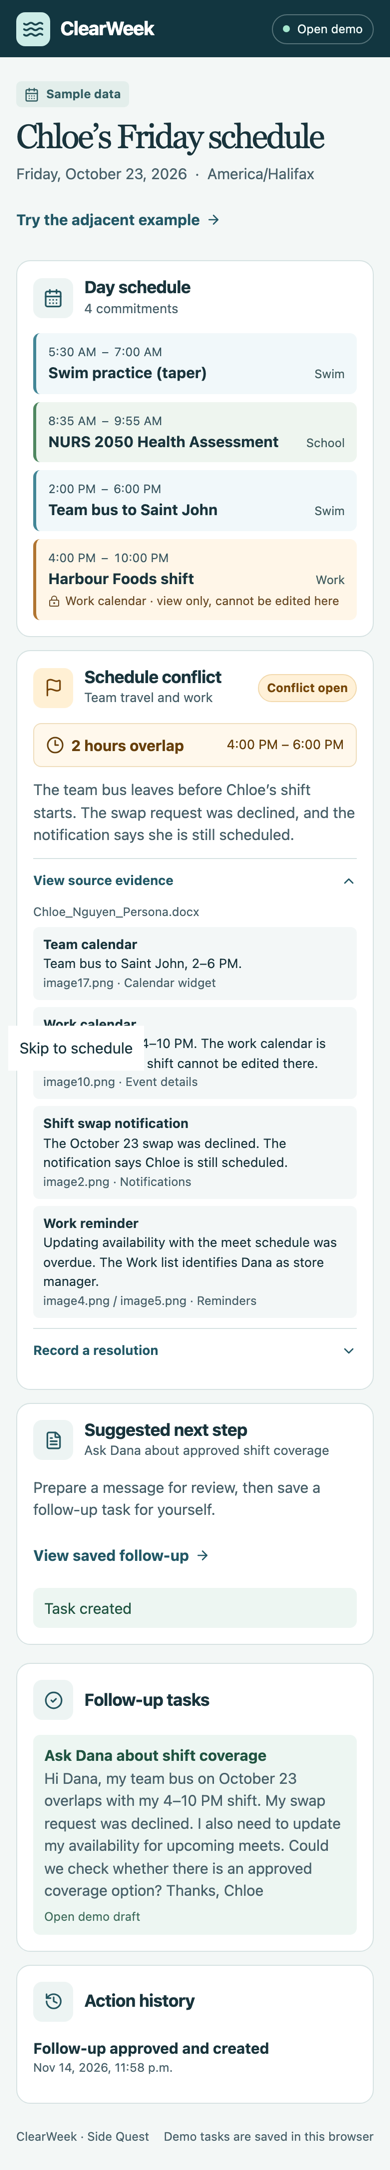 ClearWeek
Open demo
Sample data
Chloe’s Friday schedule
Friday, October 23, 2026 · America/Halifax
Try the adjacent example →
Day schedule
4 commitments
5:30 AM – 7:00 AM
Swim practice (taper) Swim
8:35 AM – 9:55 AM
NURS 2050 Health Assessment School
2:00 PM – 6:00 PM
Team bus to Saint John Swim
4:00 PM – 10:00 PM
Harbour Foods shift Work
Work calendar · view only, cannot be edited here
Schedule conflict
Team travel and work
Conflict open
2 hours overlap 4:00 PM – 6:00 PM
The team bus leaves before Chloe’s shift
starts. The swap request was declined, and the
notification says she is still scheduled.
View source evidence
Chloe_Nguyen_Persona.docx
Team calendar
Team bus to Saint John, 2–6 PM.
image17.png · Calendar widget
Work calendar
Skip to schedule
4–10 PM. The work calendar is
shift cannot be edited there.
image10.png · Event details
Shift swap notification
The October 23 swap was declined. The
notification says Chloe is still scheduled.
image2.png · Notifications
Work reminder
Updating availability with the meet schedule was
overdue. The Work list identifies Dana as store
manager.
image4.png / image5.png · Reminders
Record a resolution
Suggested next step
Ask Dana about approved shift coverage
Prepare a message for review, then save a
follow-up task for yourself.
View saved follow-up →
Task created
Follow-up tasks
Ask Dana about shift coverage
Hi Dana, my team bus on October 23
overlaps with my 4–10 PM shift. My swap
request was declined. I also need to update
my availability for upcoming meets. Could
we check whether there is an approved
coverage option? Thanks, Chloe
Open demo draft
Action history
Follow-up approved and created
Nov 14, 2026, 11:58 p.m.
ClearWeek · Side Quest Demo tasks are saved in this browser